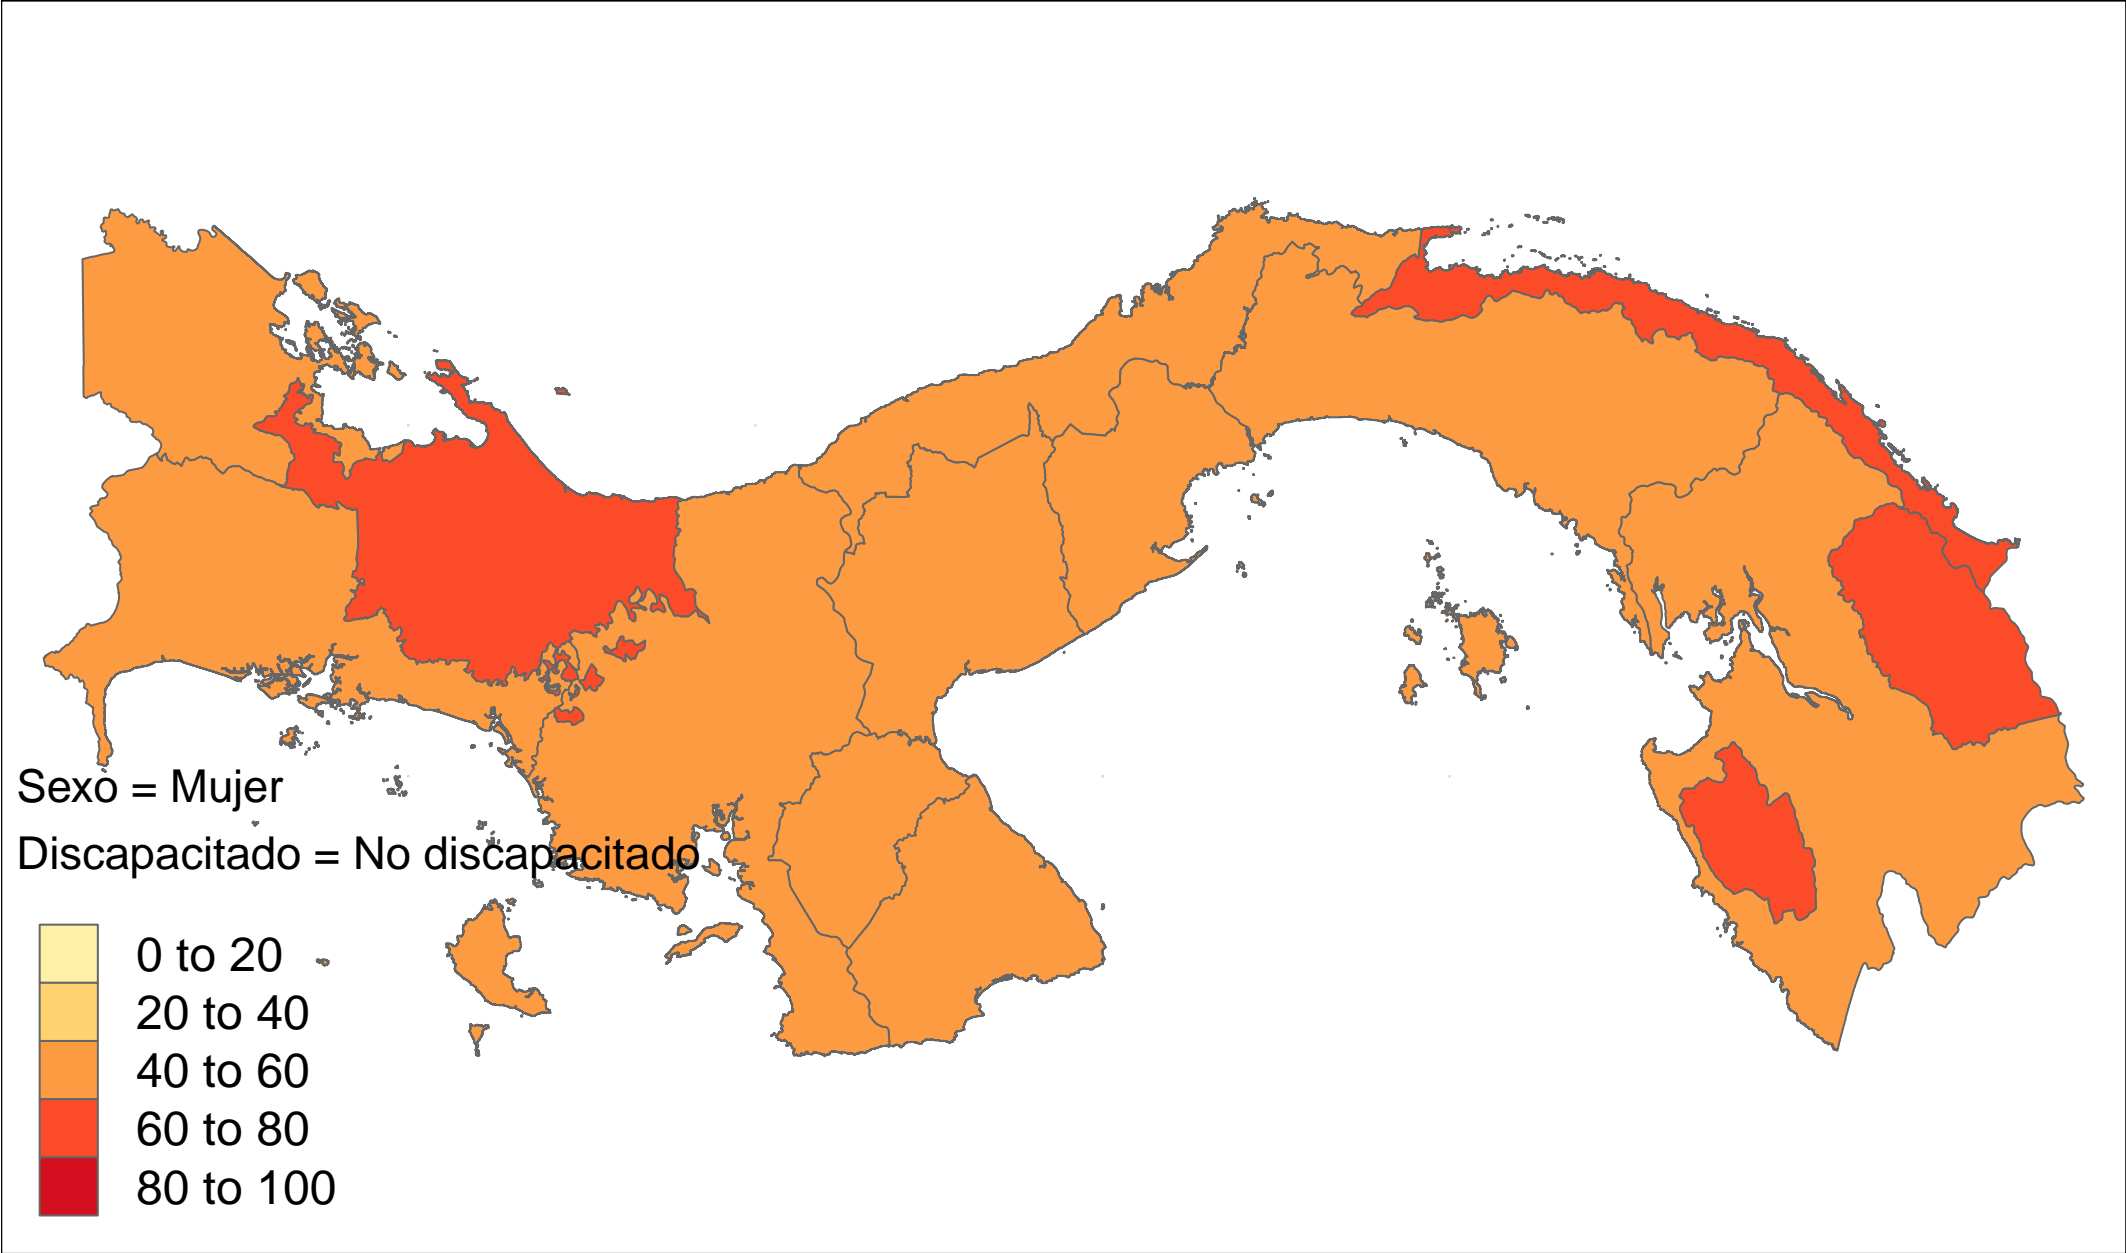 Sexo = Mujer
Discapacitado = No discapacitado
0 to 20
20 to 40
40 to 60
60 to 80
80 to 100